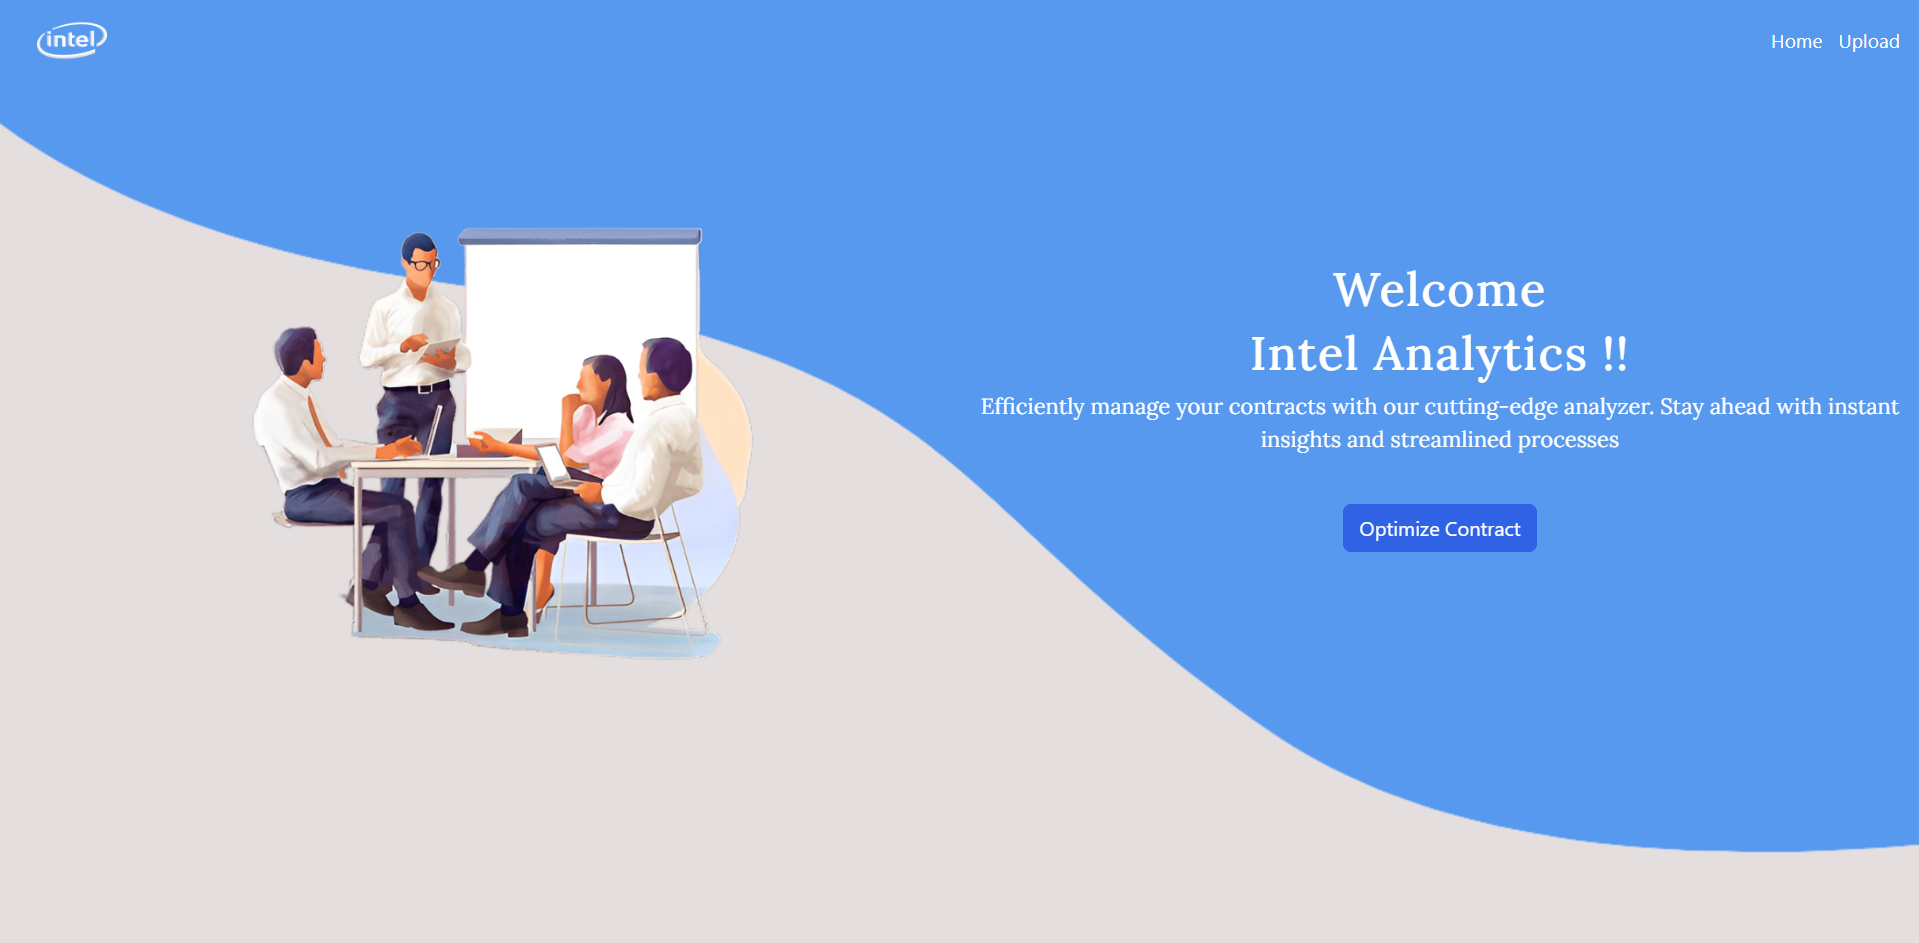 intel
Home Upload
Welcome
Intel Analytics !!
Efficiently manage your contracts with our cutting-edge analyzer. Stay ahead with instant
insights and streamlined processes
Optimize Contract